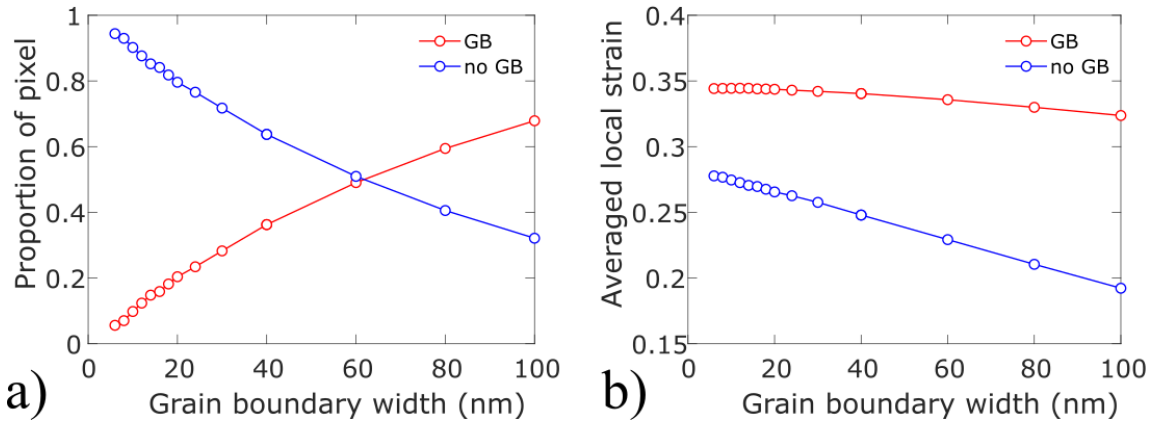 Proportion of pixel
1
0.8
0.6
0.4
0.2
0
GB
no GB
0 20 40 60 80 100
Grain boundary width (nm)
a)
Averaged local strain
0.4
0.35
0.3
0.25
0.2
0.15
GB
no GB
0 20 40 60 80 100
Grain boundary width (nm)
b)